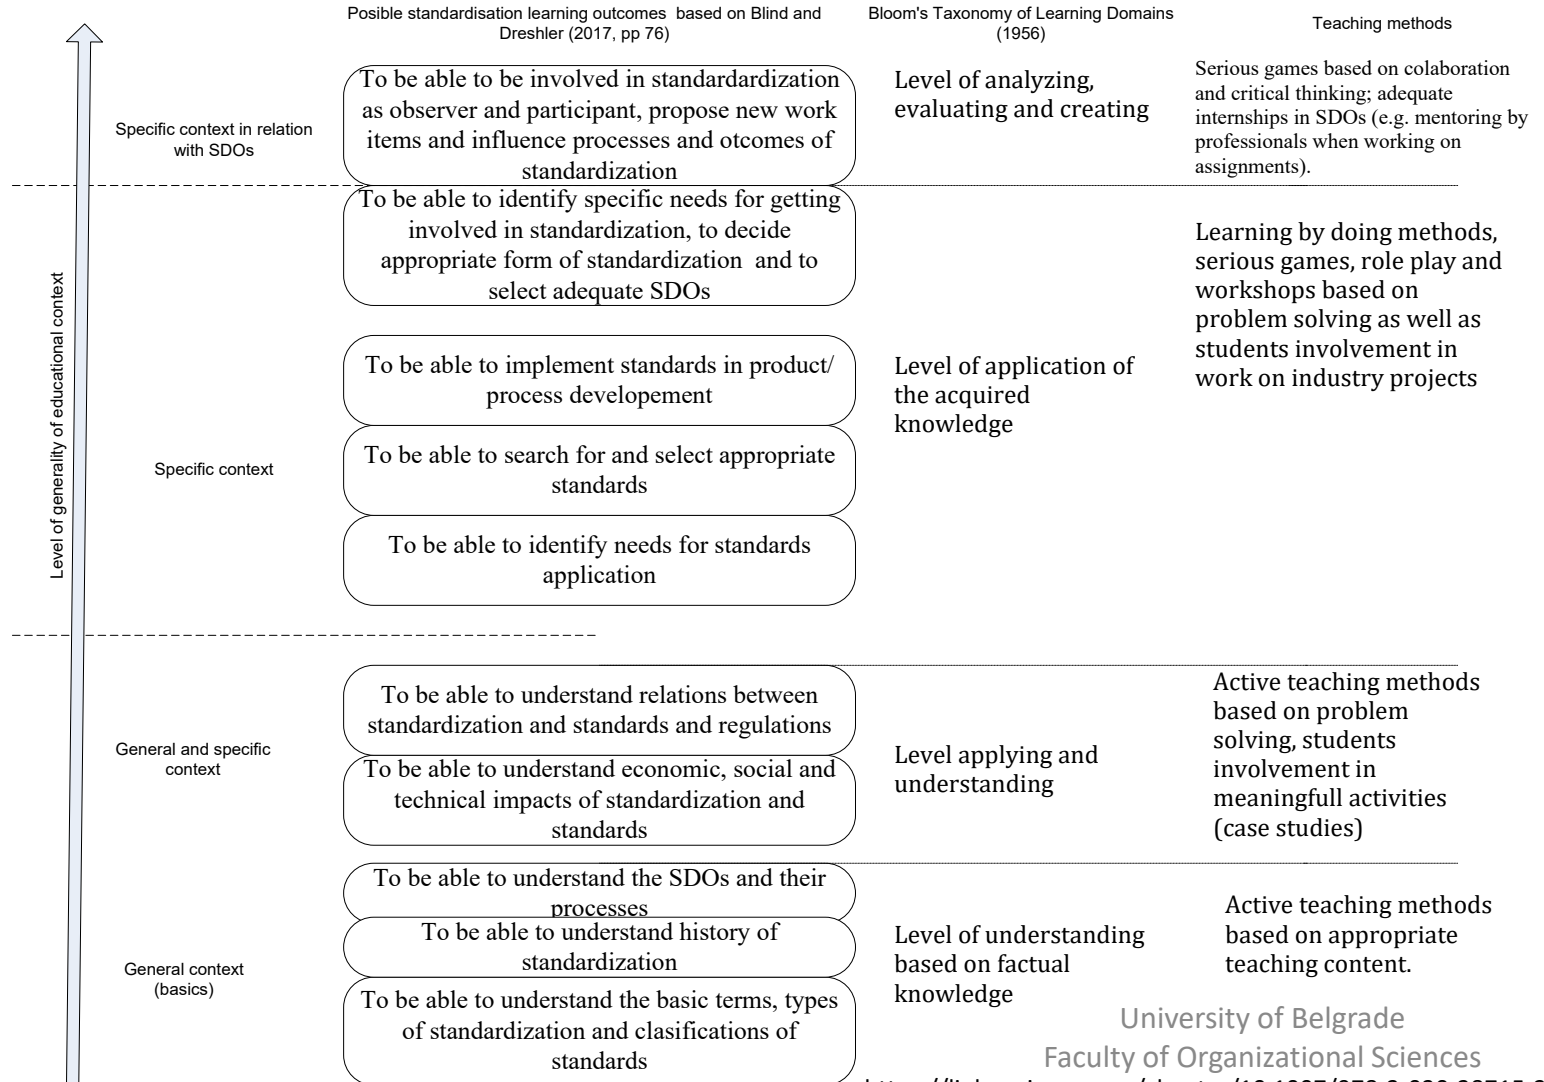 Posible standardisation learning outcomes based on Blind and
Dreshler (2017, pp 76)
Bloom's Taxonomy of Learning Domains
(1956)
Teaching methods
Level of generality of educational context
Specific context in relation
with SDOs
To be able to be involved in standardardization
as observer and participant, propose new work
items and influence processes and otcomes of
standardization
Level of analyzing,
evaluating and creating
Serious games based on colaboration
and critical thinking; adequate
internships in SDOs (e.g. mentoring by
professionals when working on
assignments).
To be able to identify specific needs for getting
involved in standardization, to decide
appropriate form of standardization and to
select adequate SDOs
Learning by doing methods,
serious games, role play and
workshops based on
problem solving as well as
students involvement in
work on industry projects
Specific context
To be able to implement standards in product/
process developement
Level of application of
the acquired
knowledge
To be able to search for and select appropriate
standards
To be able to identify needs for standards
application
General and specific
context
To be able to understand relations between
standardization and standards and regulations
To be able to understand economic, social and
technical impacts of standardization and
standards
Level applying and
understanding
Active teaching methods
based on problem
solving, students
involvement in
meaningfull activities
(case studies)
General context
(basics)
To be able to understand the SDOs and their
processes
To be able to understand history of
standardization
To be able to understand the basic terms, types
of standardization and clasifications of
standards
Level of understanding
based on factual
knowledge
Active teaching methods
based on appropriate
teaching content.
University of Belgrade
Faculty of Organizational Sciences